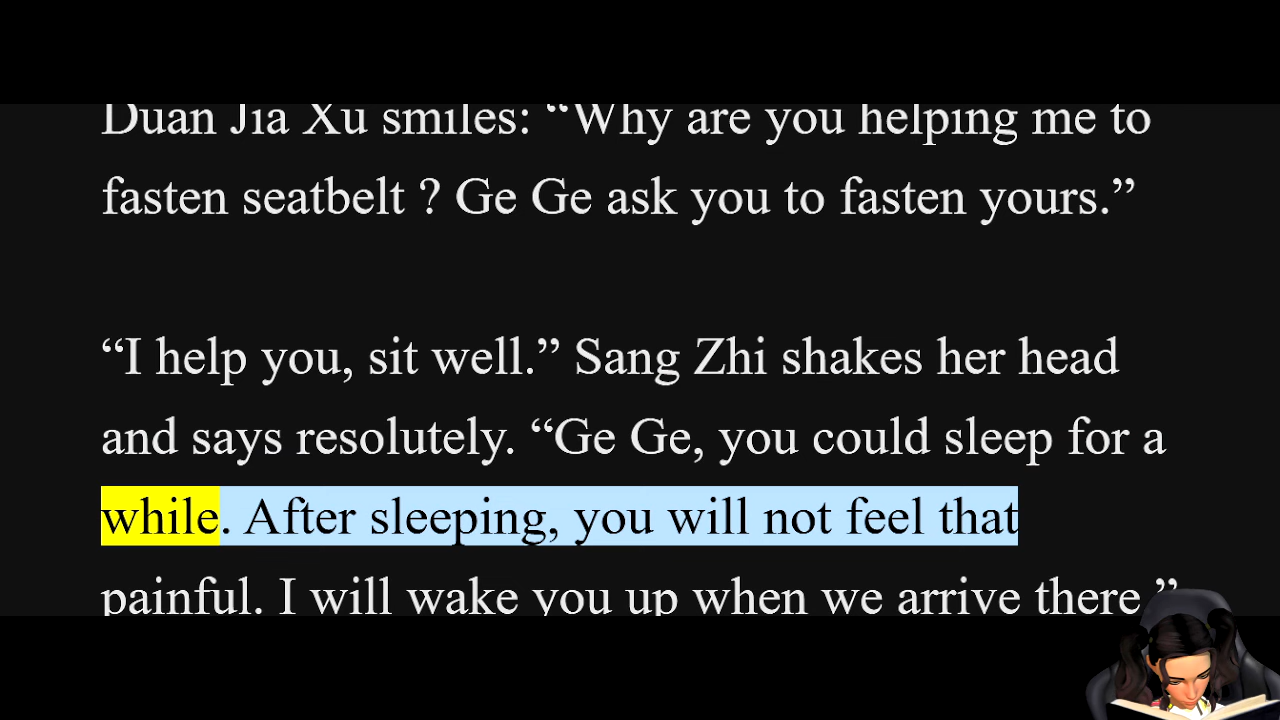 Duan Jia Xu smiles: “Why are you helping me to
fasten seatbelt ? Ge Ge ask you to fasten yours.”
“I help you, sit well.” Sang Zhi shakes her head
and says resolutely. “Ge Ge, you could sleep for a
while. After sleeping, you will not feel that
painful. I will wake you up when we arrive there.”